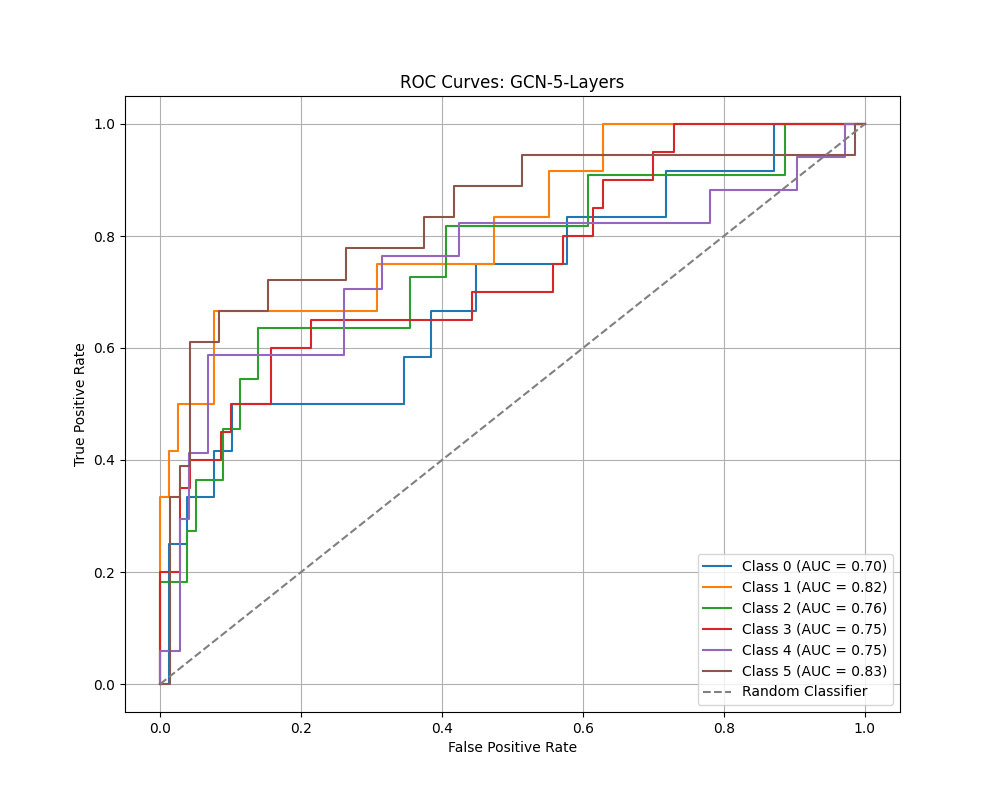 ROC Curves: GCN-5-Layers
True Positive Rate
1.0
0.8
0.6
0.4
0.2
0.0
0.0 0.2 0.4 0.6 0.8 1.0
False Positive Rate
Class 0 (AUC = 0.70)
Class 1 (AUC = 0.82)
Class 2 (AUC = 0.76)
Class 3 (AUC = 0.75)
Class 4 (AUC = 0.75)
Class 5 (AUC = 0.83)
Random Classifier